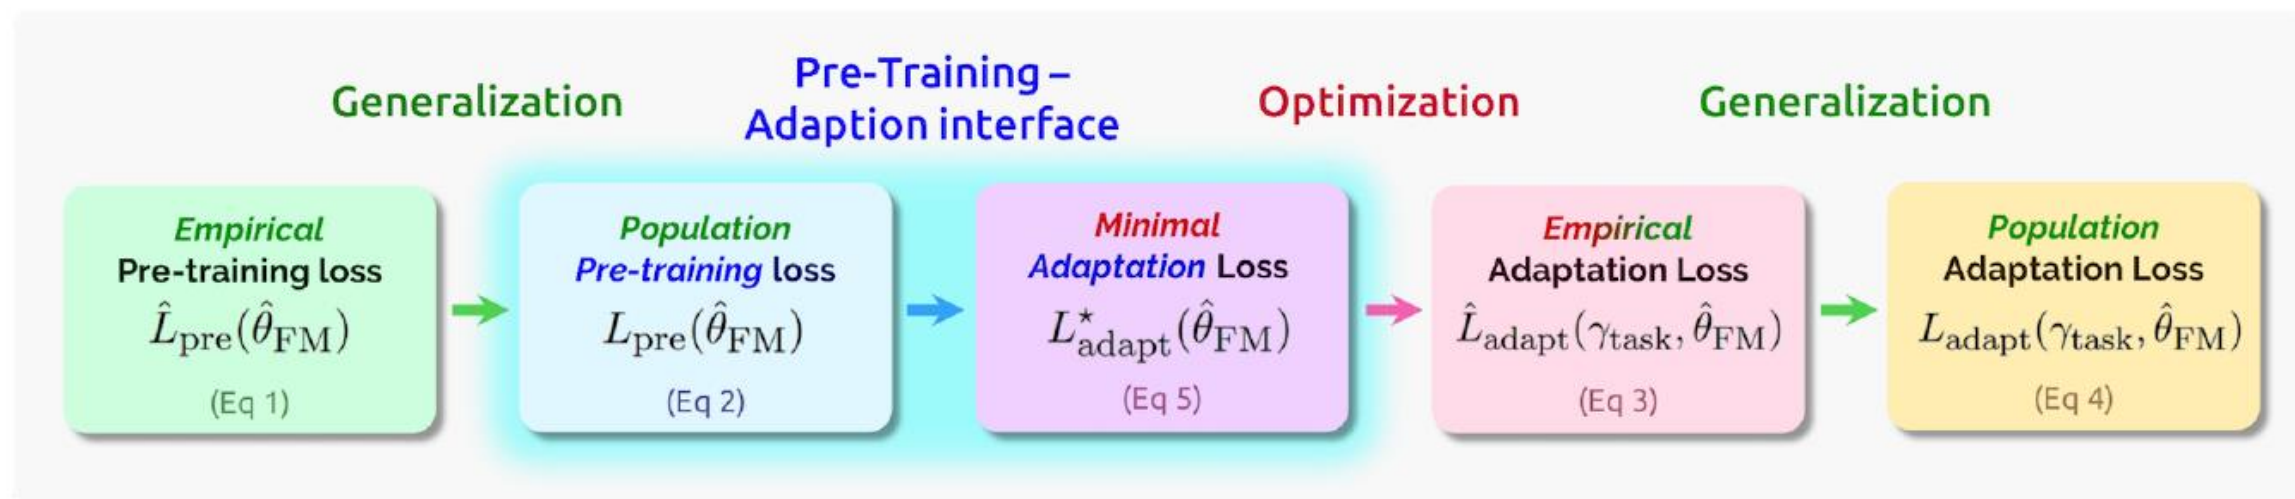 Generalization
Pre-Training –
Adaption interface
Optimization
Generalization
Empirical
Pre-training loss
L̂pre(θ̂FM)
(Eq 1)
Population
Pre-training loss
Lpre(θ̂FM)
(Eq 2)
Minimal
Adaptation Loss
L⋆adapt(θ̂FM)
(Eq 5)
Empirical
Adaptation Loss
L̂adapt(γtask, θ̂FM)
(Eq 3)
Population
Adaptation Loss
Ladapt(γtask, θ̂FM)
(Eq 4)